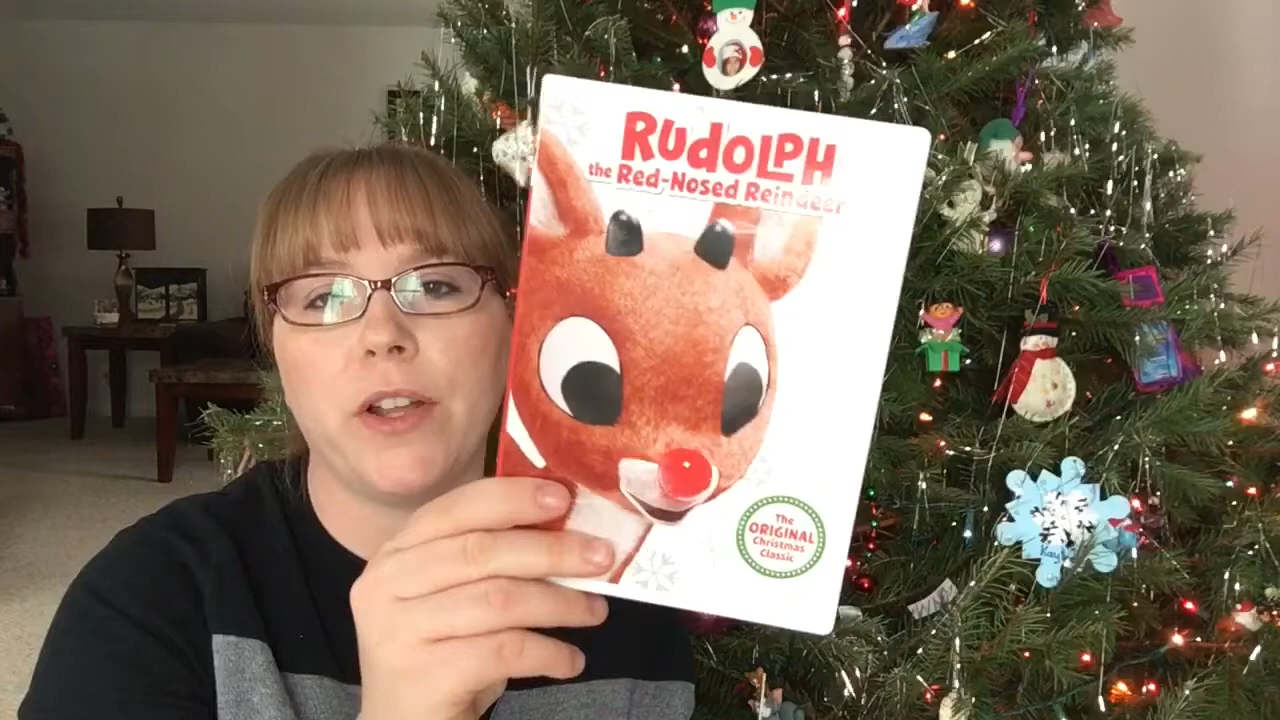 RUDOLPH
the Red-Nosed Reindeer
The
ORIGINAL
Christmas
Classic